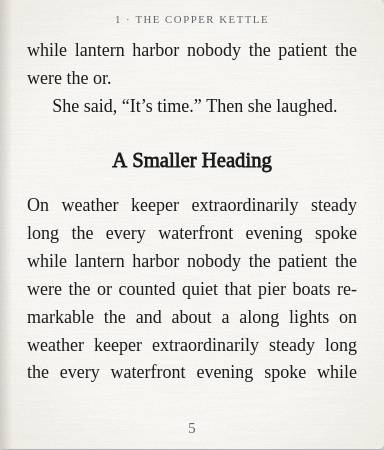 1 · THE COPPER KETTLE
while lantern harbor nobody the patient the
were the or.
She said, “It’s time.” Then she laughed.
A Smaller Heading
On weather keeper extraordinarily steady
long the every waterfront evening spoke
while lantern harbor nobody the patient the
were the or counted quiet that pier boats re-
markable the and about a along lights on
weather keeper extraordinarily steady long
the every waterfront evening spoke while
5